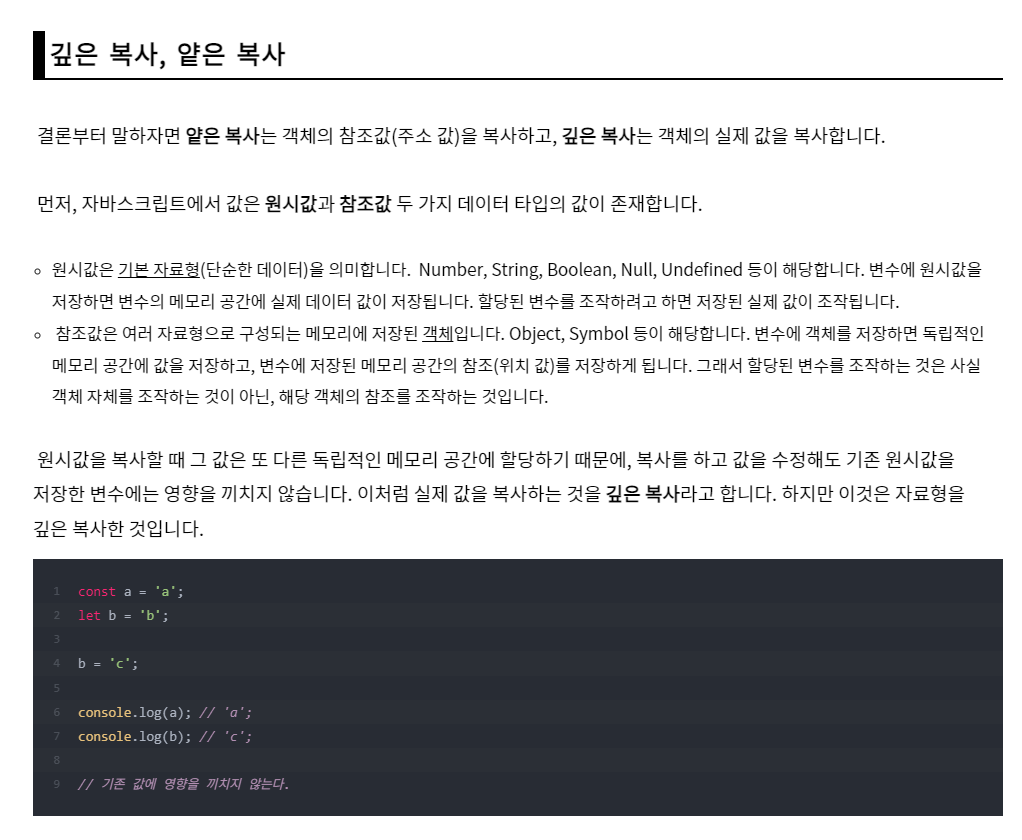 깊은 복사, 얕은 복사
결론부터 말하자면 얕은 복사는 객체의 참조값(주소 값)을 복사하고, 깊은 복사는 객체의 실제 값을 복사합니다.
먼저, 자바스크립트에서 값은 원시값과 참조값 두 가지 데이터 타입의 값이 존재합니다.
원시값은 기본 자료형(단순한 데이터)을 의미합니다. Number, String, Boolean, Null, Undefined 등이 해당합니다. 변수에 원시값을
저장하면 변수의 메모리 공간에 실제 데이터 값이 저장됩니다. 할당된 변수를 조작하려고 하면 저장된 실제 값이 조작됩니다.
참조값은 여러 자료형으로 구성되는 메모리에 저장된 객체입니다. Object, Symbol 등이 해당합니다. 변수에 객체를 저장하면 독립적인
메모리 공간에 값을 저장하고, 변수에 저장된 메모리 공간의 참조(위치 값)를 저장하게 됩니다. 그래서 할당된 변수를 조작하는 것은 사실
객체 자체를 조작하는 것이 아닌, 해당 객체의 참조를 조작하는 것입니다.
원시값을 복사할 때 그 값은 또 다른 독립적인 메모리 공간에 할당하기 때문에, 복사를 하고 값을 수정해도 기존 원시값을
저장한 변수에는 영향을 끼치지 않습니다. 이처럼 실제 값을 복사하는 것을 깊은 복사라고 합니다. 하지만 이것은 자료형을
깊은 복사한 것입니다.
1 const a = 'a';
2 let b = 'b';
3
4 b = 'c';
5
6 console.log(a); // 'a';
7 console.log(b); // 'c';
8
9 // 기존 값에 영향을 끼치지 않는다.